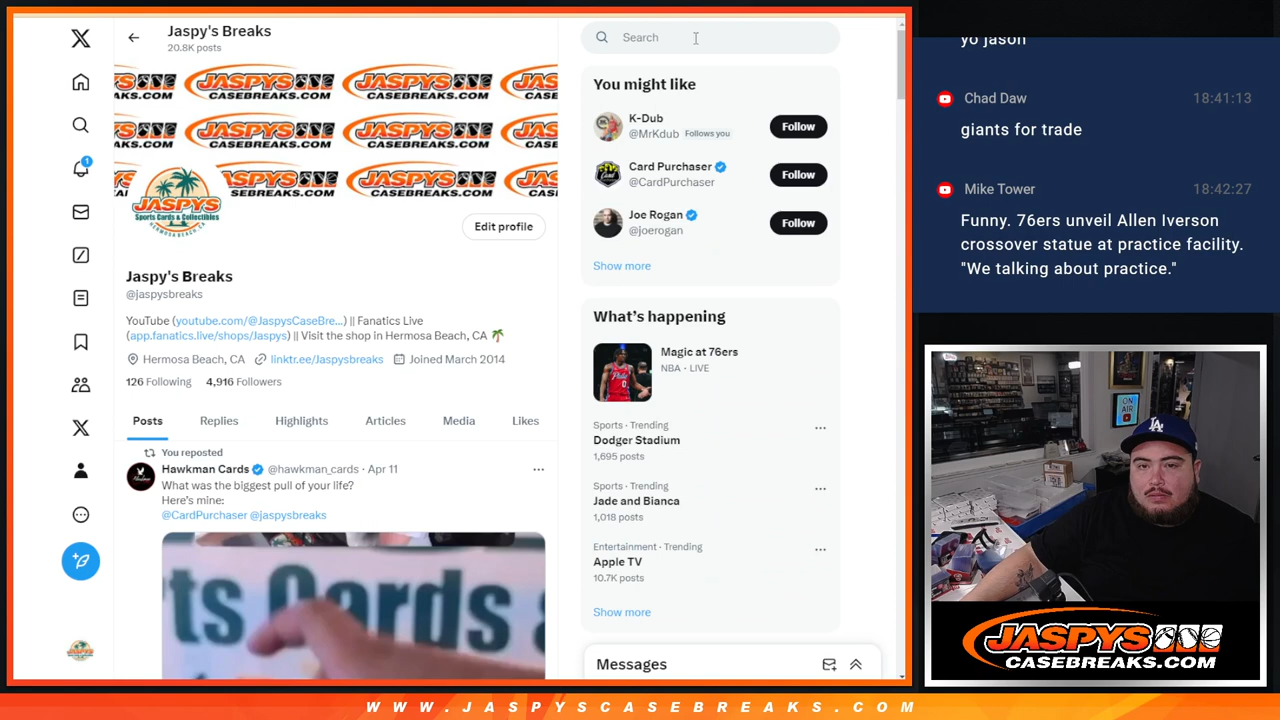 Jaspy's Breaks
20.8K posts
JASPYS
CASEBREAKS.COM
JASPYS
Sports Cards & Collectibles
HERMOSA BEACH, CA
Edit profile
Jaspy's Breaks
@jaspysbreaks
YouTube (youtube.com/@JaspysCaseBre...) || Fanatics Live
(app.fanatics.live/shops/Jaspys) || Visit the shop in Hermosa Beach, CA
Hermosa Beach, CA linktr.ee/Jaspysbreaks Joined March 2014
126 Following 4,916 Followers
Posts Replies Highlights Articles Media Likes
You reposted
Hawkman Cards @hawkman_cards · Apr 11
What was the biggest pull of your life?
Here's mine:
@CardPurchaser @jaspysbreaks
ts Cards a
1
Search
You might like
K-Dub
@MrKdub Follows you
Follow
Card Purchaser
@CardPurchaser
Follow
Joe Rogan
@joerogan
Follow
Show more
What's happening
Magic at 76ers
NBA · LIVE
Sports · Trending
Dodger Stadium
1,695 posts
Sports · Trending
Jade and Bianca
1,018 posts
Entertainment · Trending
Apple TV
10.7K posts
Show more
Messages
yo jason
Chad Daw 18:41:13
giants for trade
Mike Tower 18:42:27
Funny. 76ers unveil Allen Iverson
crossover statue at practice facility.
"We talking about practice."
ON
AIR
LA
JASPYS
CASEBREAKS.COM
WWW.JASPYSCASEBREAKS.COM